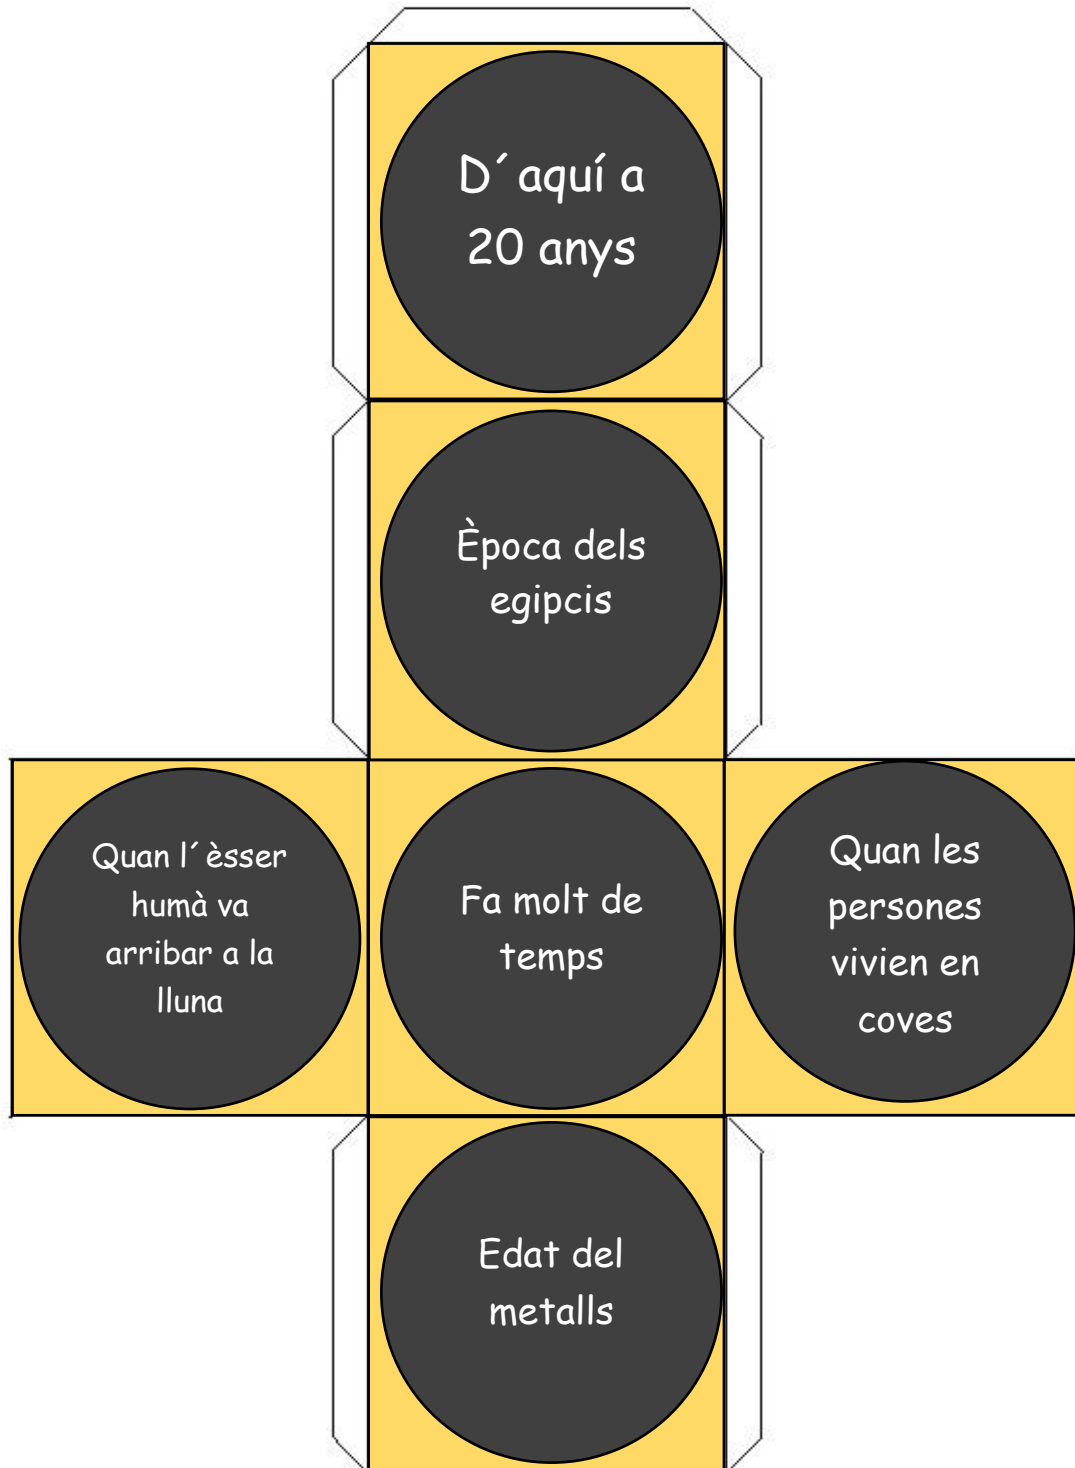 D´aquí a
20 anys
Època dels
egipcis
Quan l´èsser
humà va
arribar a la
lluna
Fa molt de
temps
Quan les
persones
vivien en
coves
Edat del
metalls